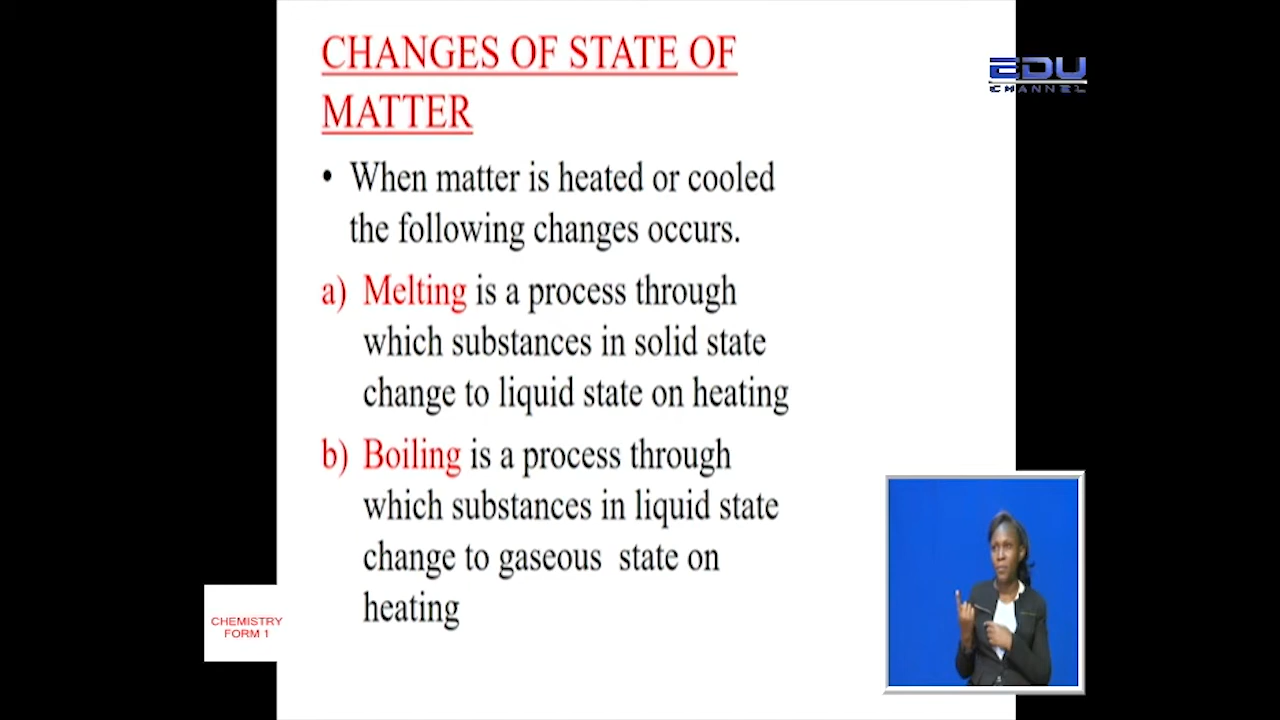 CHANGES OF STATE OF
MATTER
• When matter is heated or cooled
the following changes occurs.
a) Melting is a process through
which substances in solid state
change to liquid state on heating
b) Boiling is a process through
which substances in liquid state
change to gaseous state on
heating
EDU
CHANNEL
CHEMISTRY
FORM 1